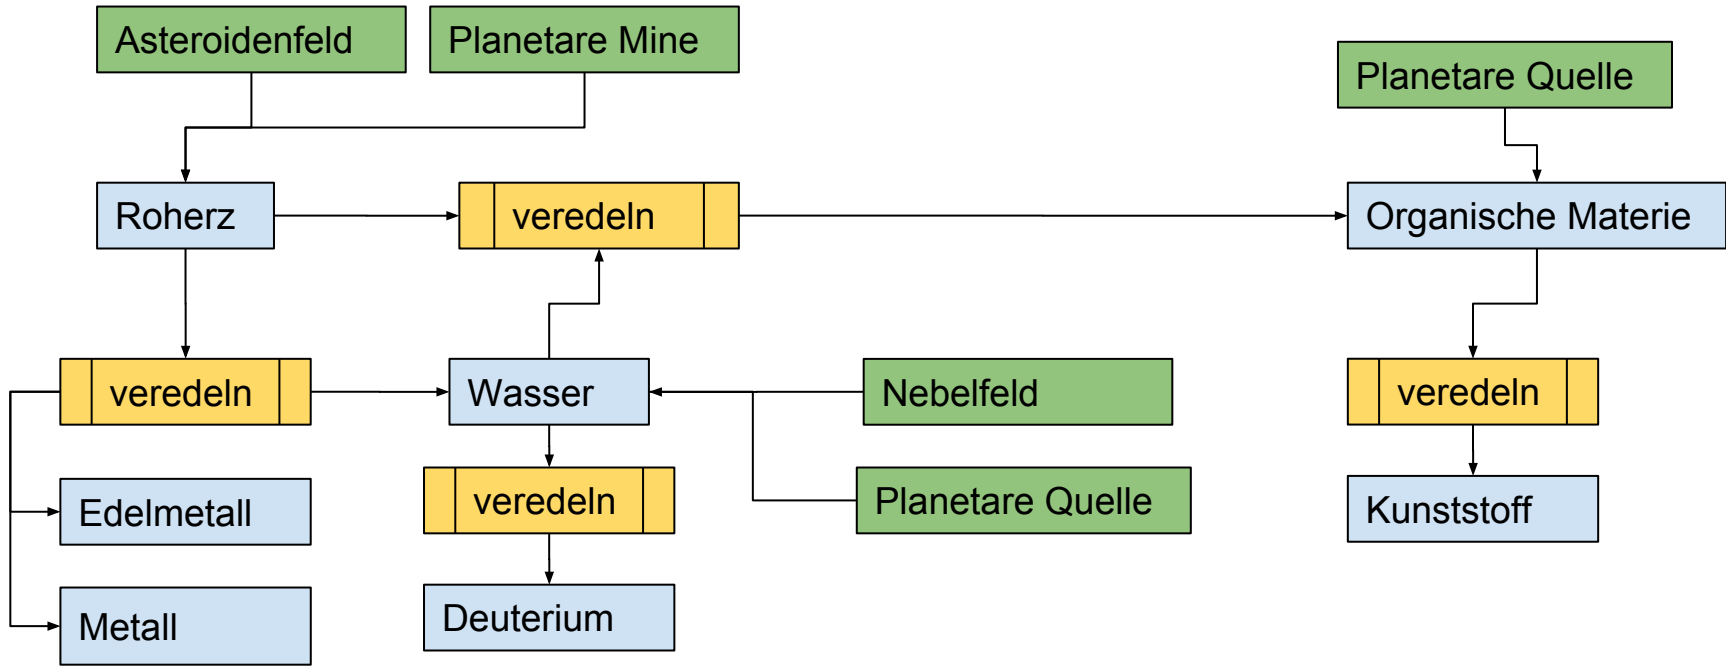 Asteroidenfeld
Planetare Mine
Planetare Quelle
Roherz
veredeln
Organische Materie
veredeln
Wasser
Nebelfeld
veredeln
Edelmetall
veredeln
Planetare Quelle
Kunststoff
Metall
Deuterium